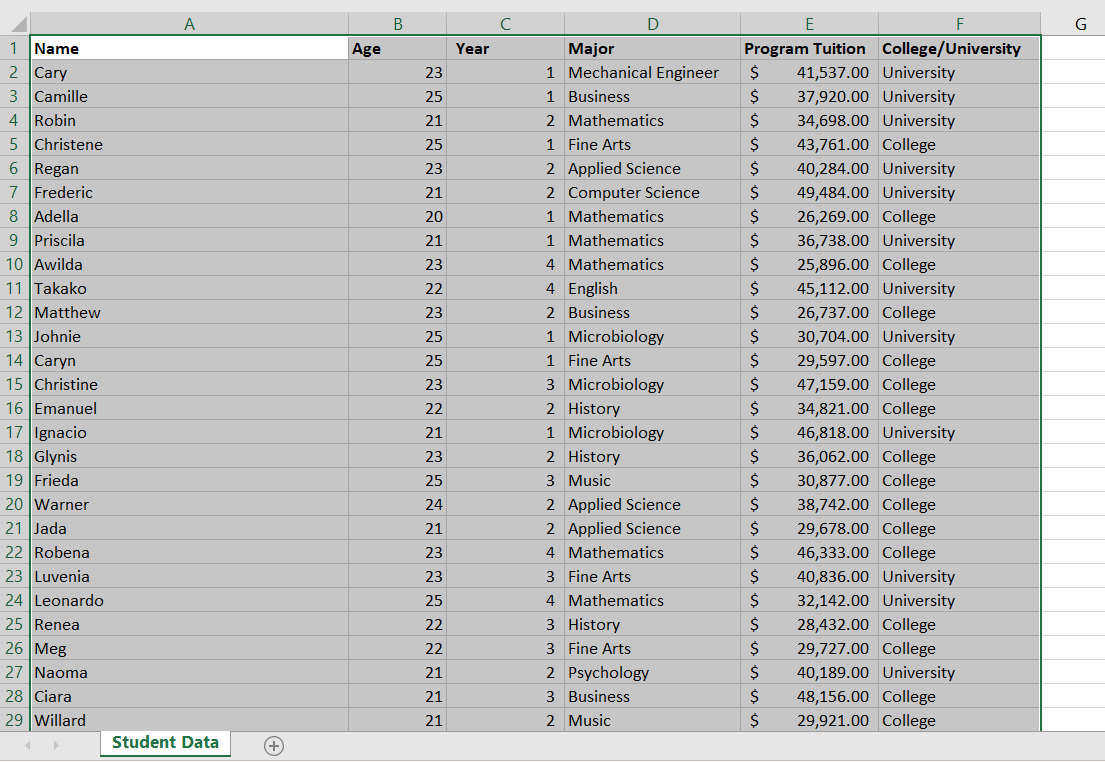 A B C D E F G
1 Name Age Year Major Program Tuition College/University
2 Cary 23 1 Mechanical Engineer $ 41,537.00 University
3 Camille 25 1 Business $ 37,920.00 University
4 Robin 21 2 Mathematics $ 34,698.00 University
5 Christene 25 1 Fine Arts $ 43,761.00 College
6 Regan 23 2 Applied Science $ 40,284.00 University
7 Frederic 21 2 Computer Science $ 49,484.00 University
8 Adella 20 1 Mathematics $ 26,269.00 College
9 Priscila 21 1 Mathematics $ 36,738.00 University
10 Awilda 23 4 Mathematics $ 25,896.00 College
11 Takako 22 4 English $ 45,112.00 University
12 Matthew 23 2 Business $ 26,737.00 College
13 Johnie 25 1 Microbiology $ 30,704.00 University
14 Caryn 25 1 Fine Arts $ 29,597.00 College
15 Christine 23 3 Microbiology $ 47,159.00 College
16 Emanuel 22 2 History $ 34,821.00 College
17 Ignacio 21 1 Microbiology $ 46,818.00 University
18 Glynis 23 2 History $ 36,062.00 College
19 Frieda 25 3 Music $ 30,877.00 College
20 Warner 24 2 Applied Science $ 38,742.00 College
21 Jada 21 2 Applied Science $ 29,678.00 College
22 Robena 23 4 Mathematics $ 46,333.00 College
23 Luvenia 23 3 Fine Arts $ 40,836.00 University
24 Leonardo 25 4 Mathematics $ 32,142.00 University
25 Renea 22 3 History $ 28,432.00 College
26 Meg 22 3 Fine Arts $ 29,727.00 College
27 Naoma 21 2 Psychology $ 40,189.00 University
28 Ciara 21 3 Business $ 48,156.00 College
29 Willard 21 2 Music $ 29,921.00 College
Student Data